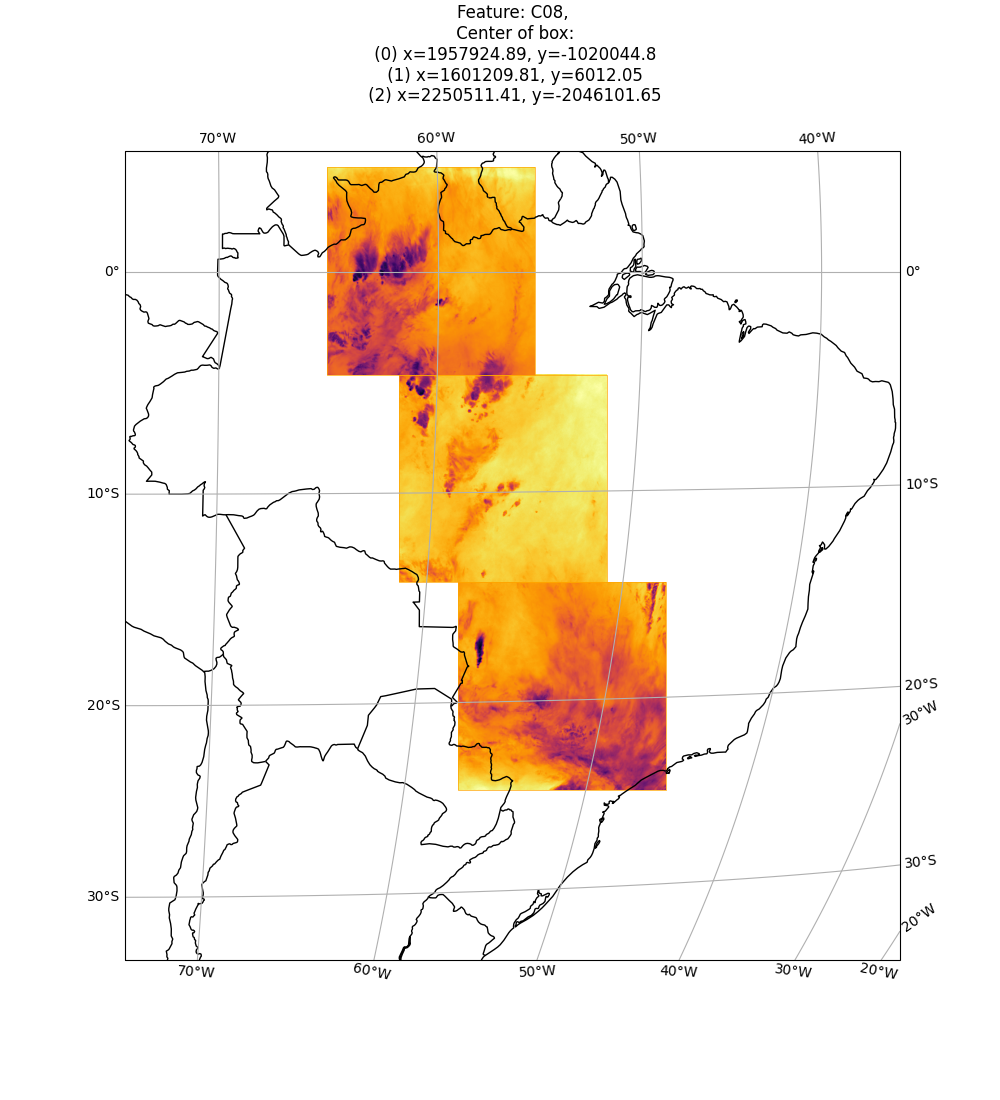 Feature: C08,
Center of box:
(0) x=1957924.89, y=-1020044.8
(1) x=1601209.81, y=6012.05
(2) x=2250511.41, y=-2046101.65
70°W 60°W 50°W 40°W
0° 0°
10°S 10°S
20°S 20°S
30°W
30°S 30°S
20°W
70°W 60°W 50°W 40°W 30°W 20°W